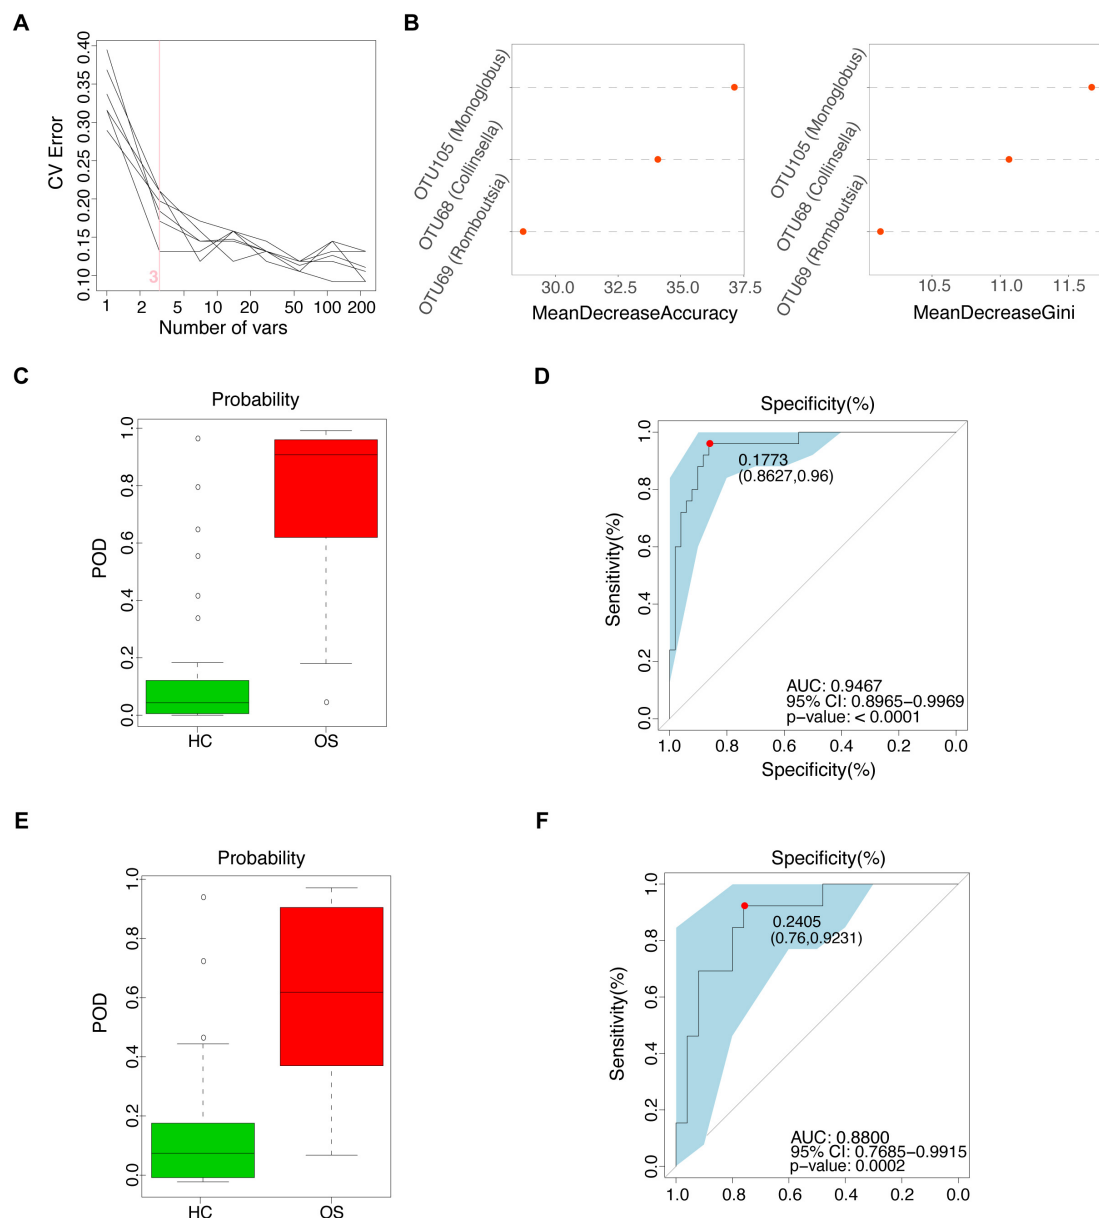 A
CV Error
0.10 0.15 0.20 0.25 0.30 0.35 0.40
3
1 2 5 10 20 50 100 200
Number of vars
B
OTU105 (Monoglobus)
OTU68 (Collinsella)
OTU69 (Romboutsia)
30.0 32.5 35.0 37.5
MeanDecreaseAccuracy
OTU105 (Monoglobus)
OTU68 (Collinsella)
OTU69 (Romboutsia)
10.5 11.0 11.5
MeanDecreaseGini
C
Probability
POD
0.0 0.2 0.4 0.6 0.8 1.0
HC OS
D
Specificity(%)
Sensitivity(%)
0.0 0.2 0.4 0.6 0.8 1.0
0.1773
(0.8627,0.96)
AUC: 0.9467
95% CI: 0.8965−0.9969
p−value: < 0.0001
1.0 0.8 0.6 0.4 0.2 0.0
Specificity(%)
E
Probability
POD
0.0 0.2 0.4 0.6 0.8 1.0
HC OS
F
Specificity(%)
Sensitivity(%)
0.0 0.2 0.4 0.6 0.8 1.0
0.2405
(0.76,0.9231)
AUC: 0.8800
95% CI: 0.7685−0.9915
p−value: 0.0002
1.0 0.8 0.6 0.4 0.2 0.0